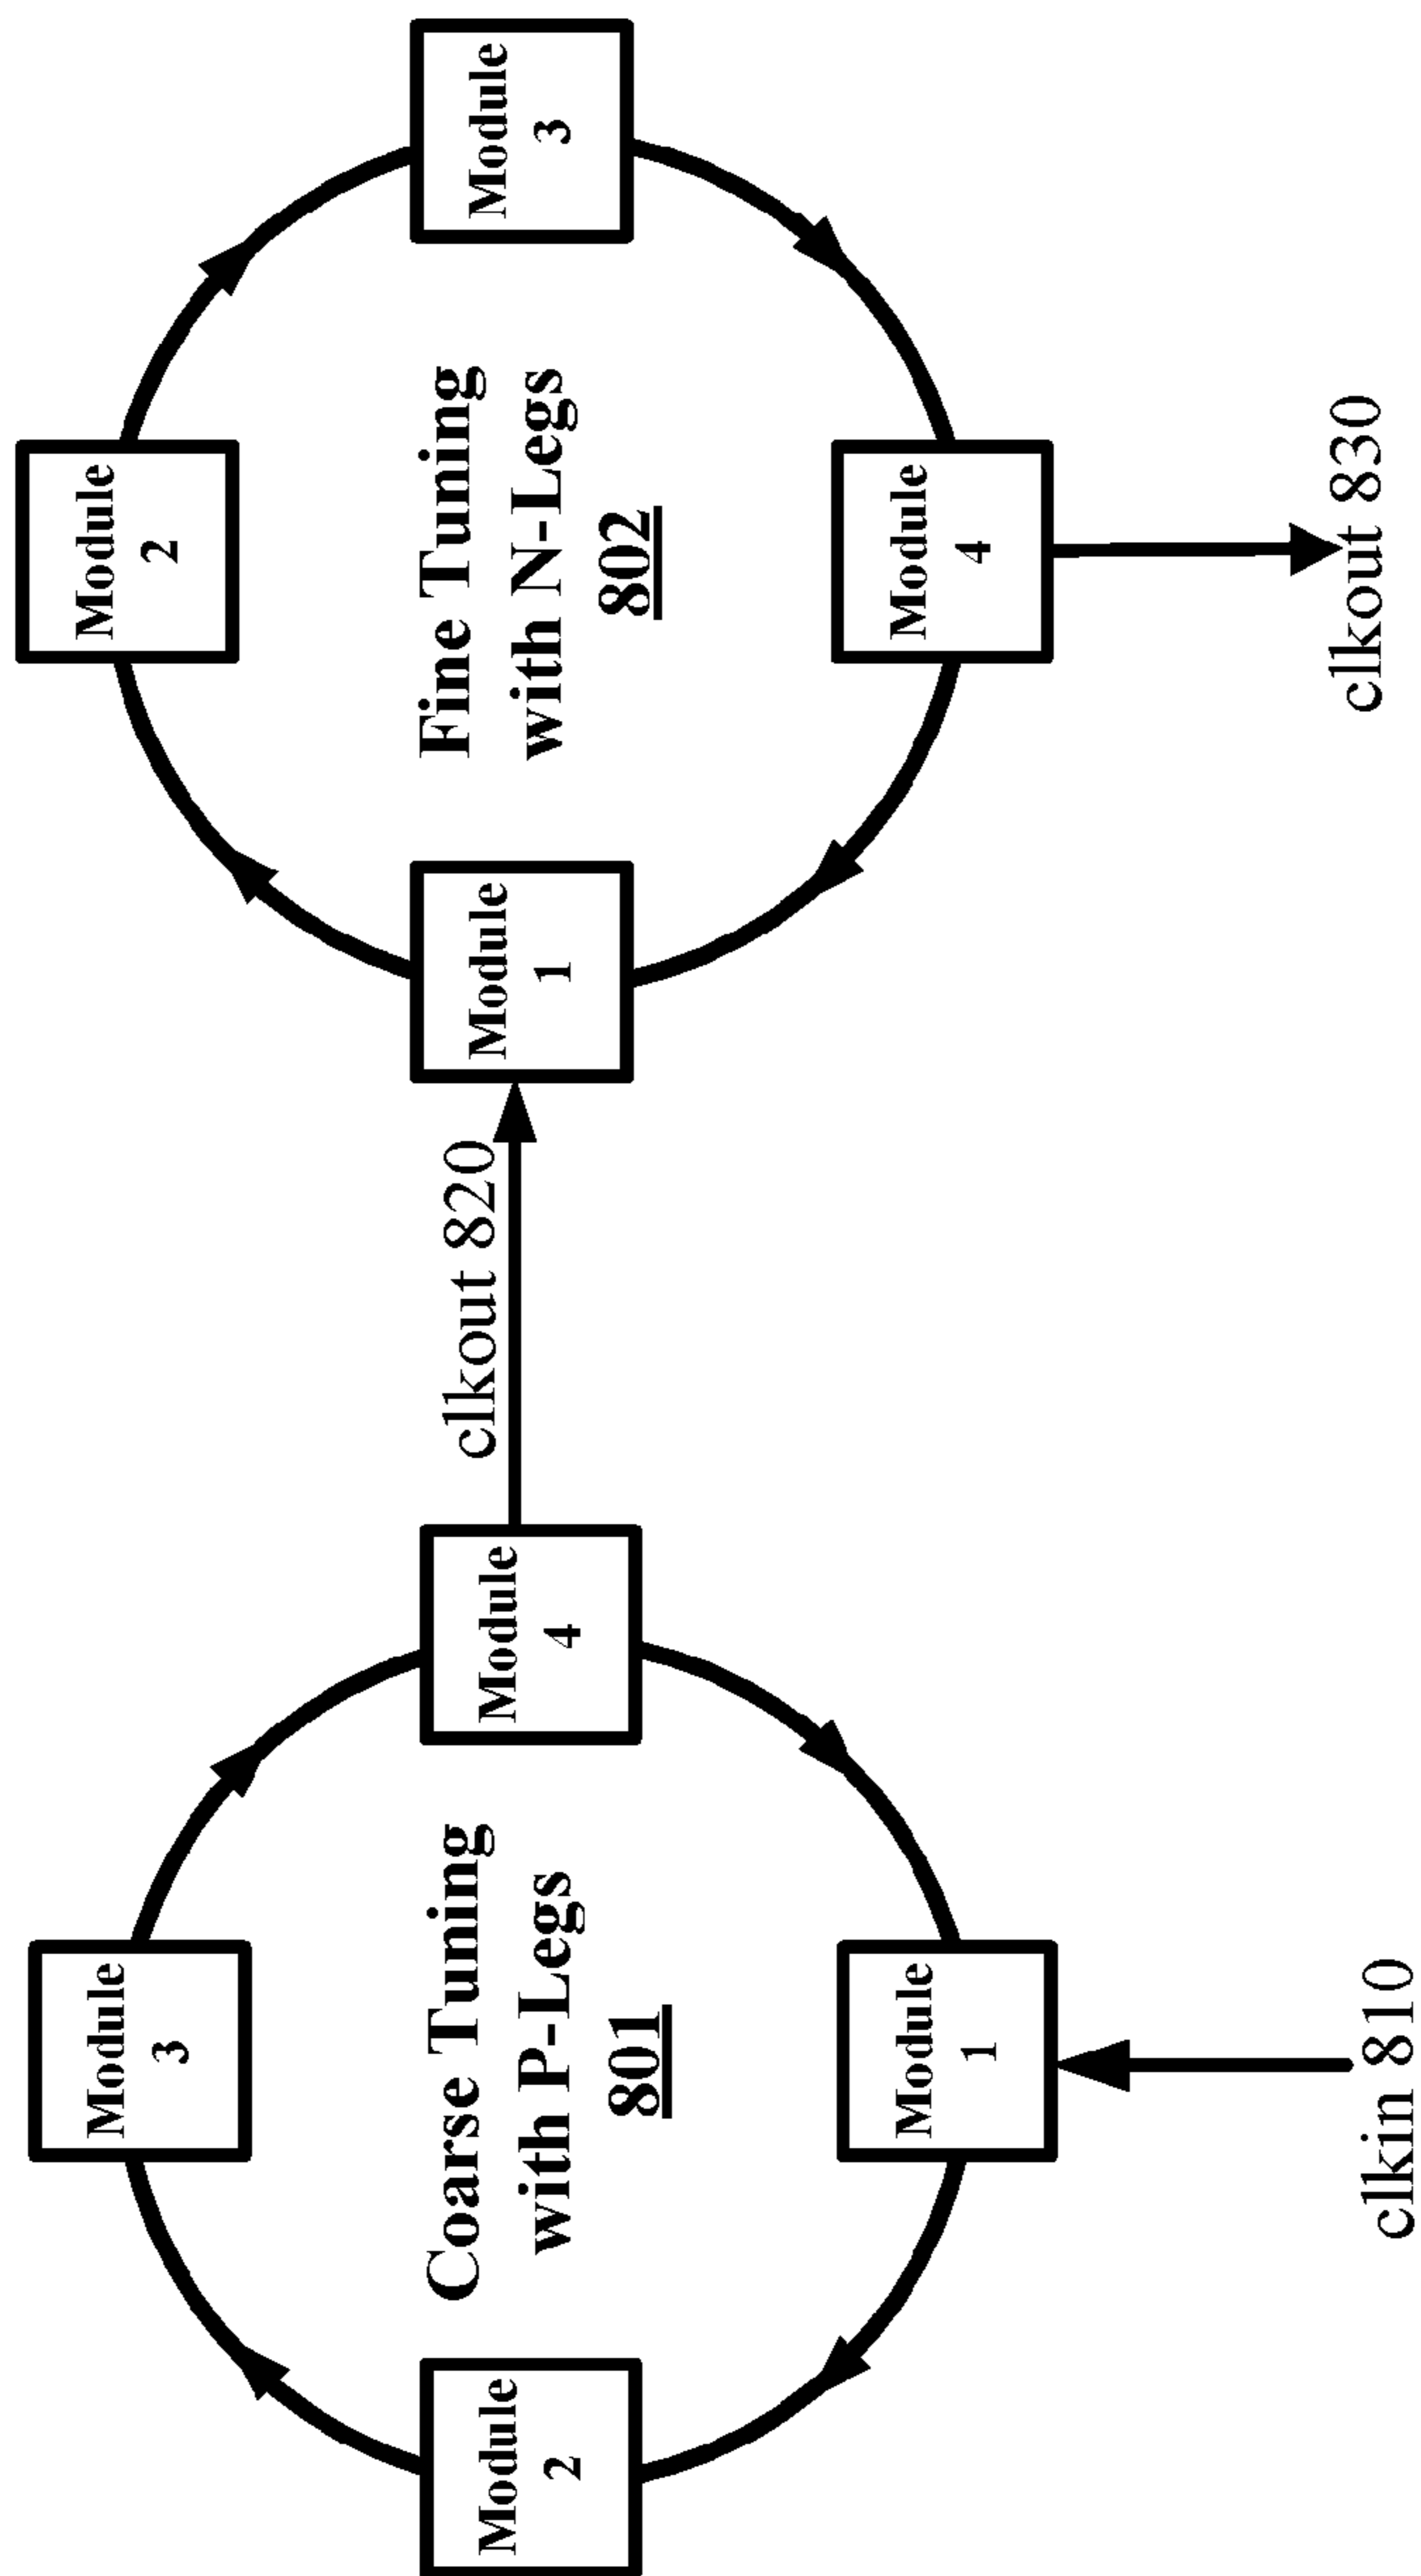 Module
3
Module
2
Coarse Tuning
with P-Legs
801
Module
4
Module
1
clkin 810
clkout 820
Module
2
Module
1
Fine Tuning
with N-Legs
802
Module
3
Module
4
clkout 830